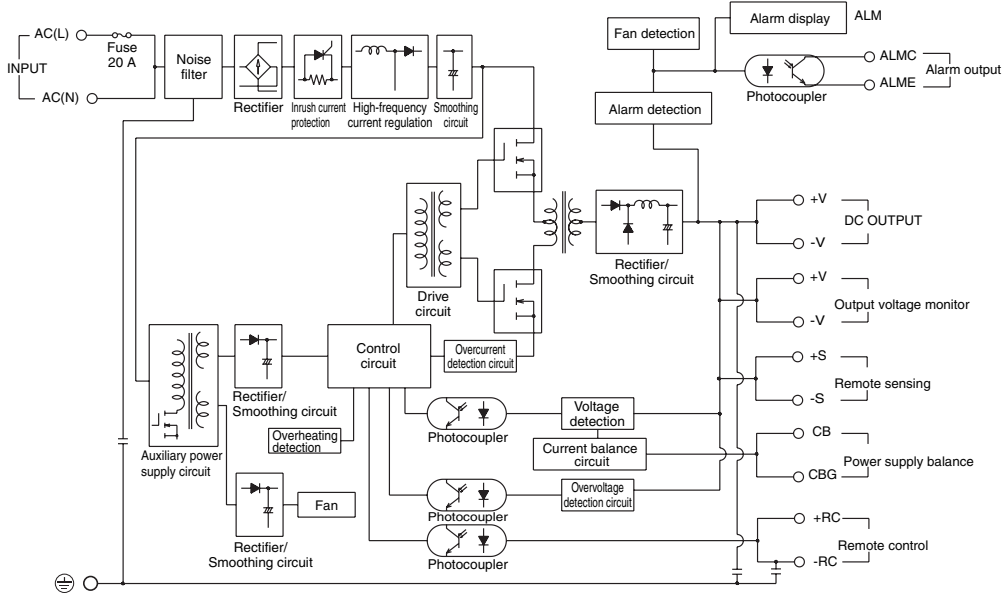 AC(L)
Fuse
20 A
INPUT
AC(N)
Noise
filter
Rectifier
Inrush current
protection
High-frequency
current regulation
Smoothing
circuit
Fan detection
Alarm display
ALM
Alarm detection
Photocoupler
ALMC
ALME
Alarm output
Drive
circuit
Rectifier/
Smoothing circuit
+V
-V
DC OUTPUT
+V
-V
Output voltage monitor
+S
-S
Remote sensing
CB
CBG
Power supply balance
+RC
-RC
Remote control
Control
circuit
Overcurrent
detection circuit
Rectifier/
Smoothing circuit
Auxiliary power
supply circuit
Overheating
detection
Photocoupler
Voltage
detection
Current balance
circuit
Photocoupler
Overvoltage
detection circuit
Photocoupler
Fan
Rectifier/
Smoothing circuit